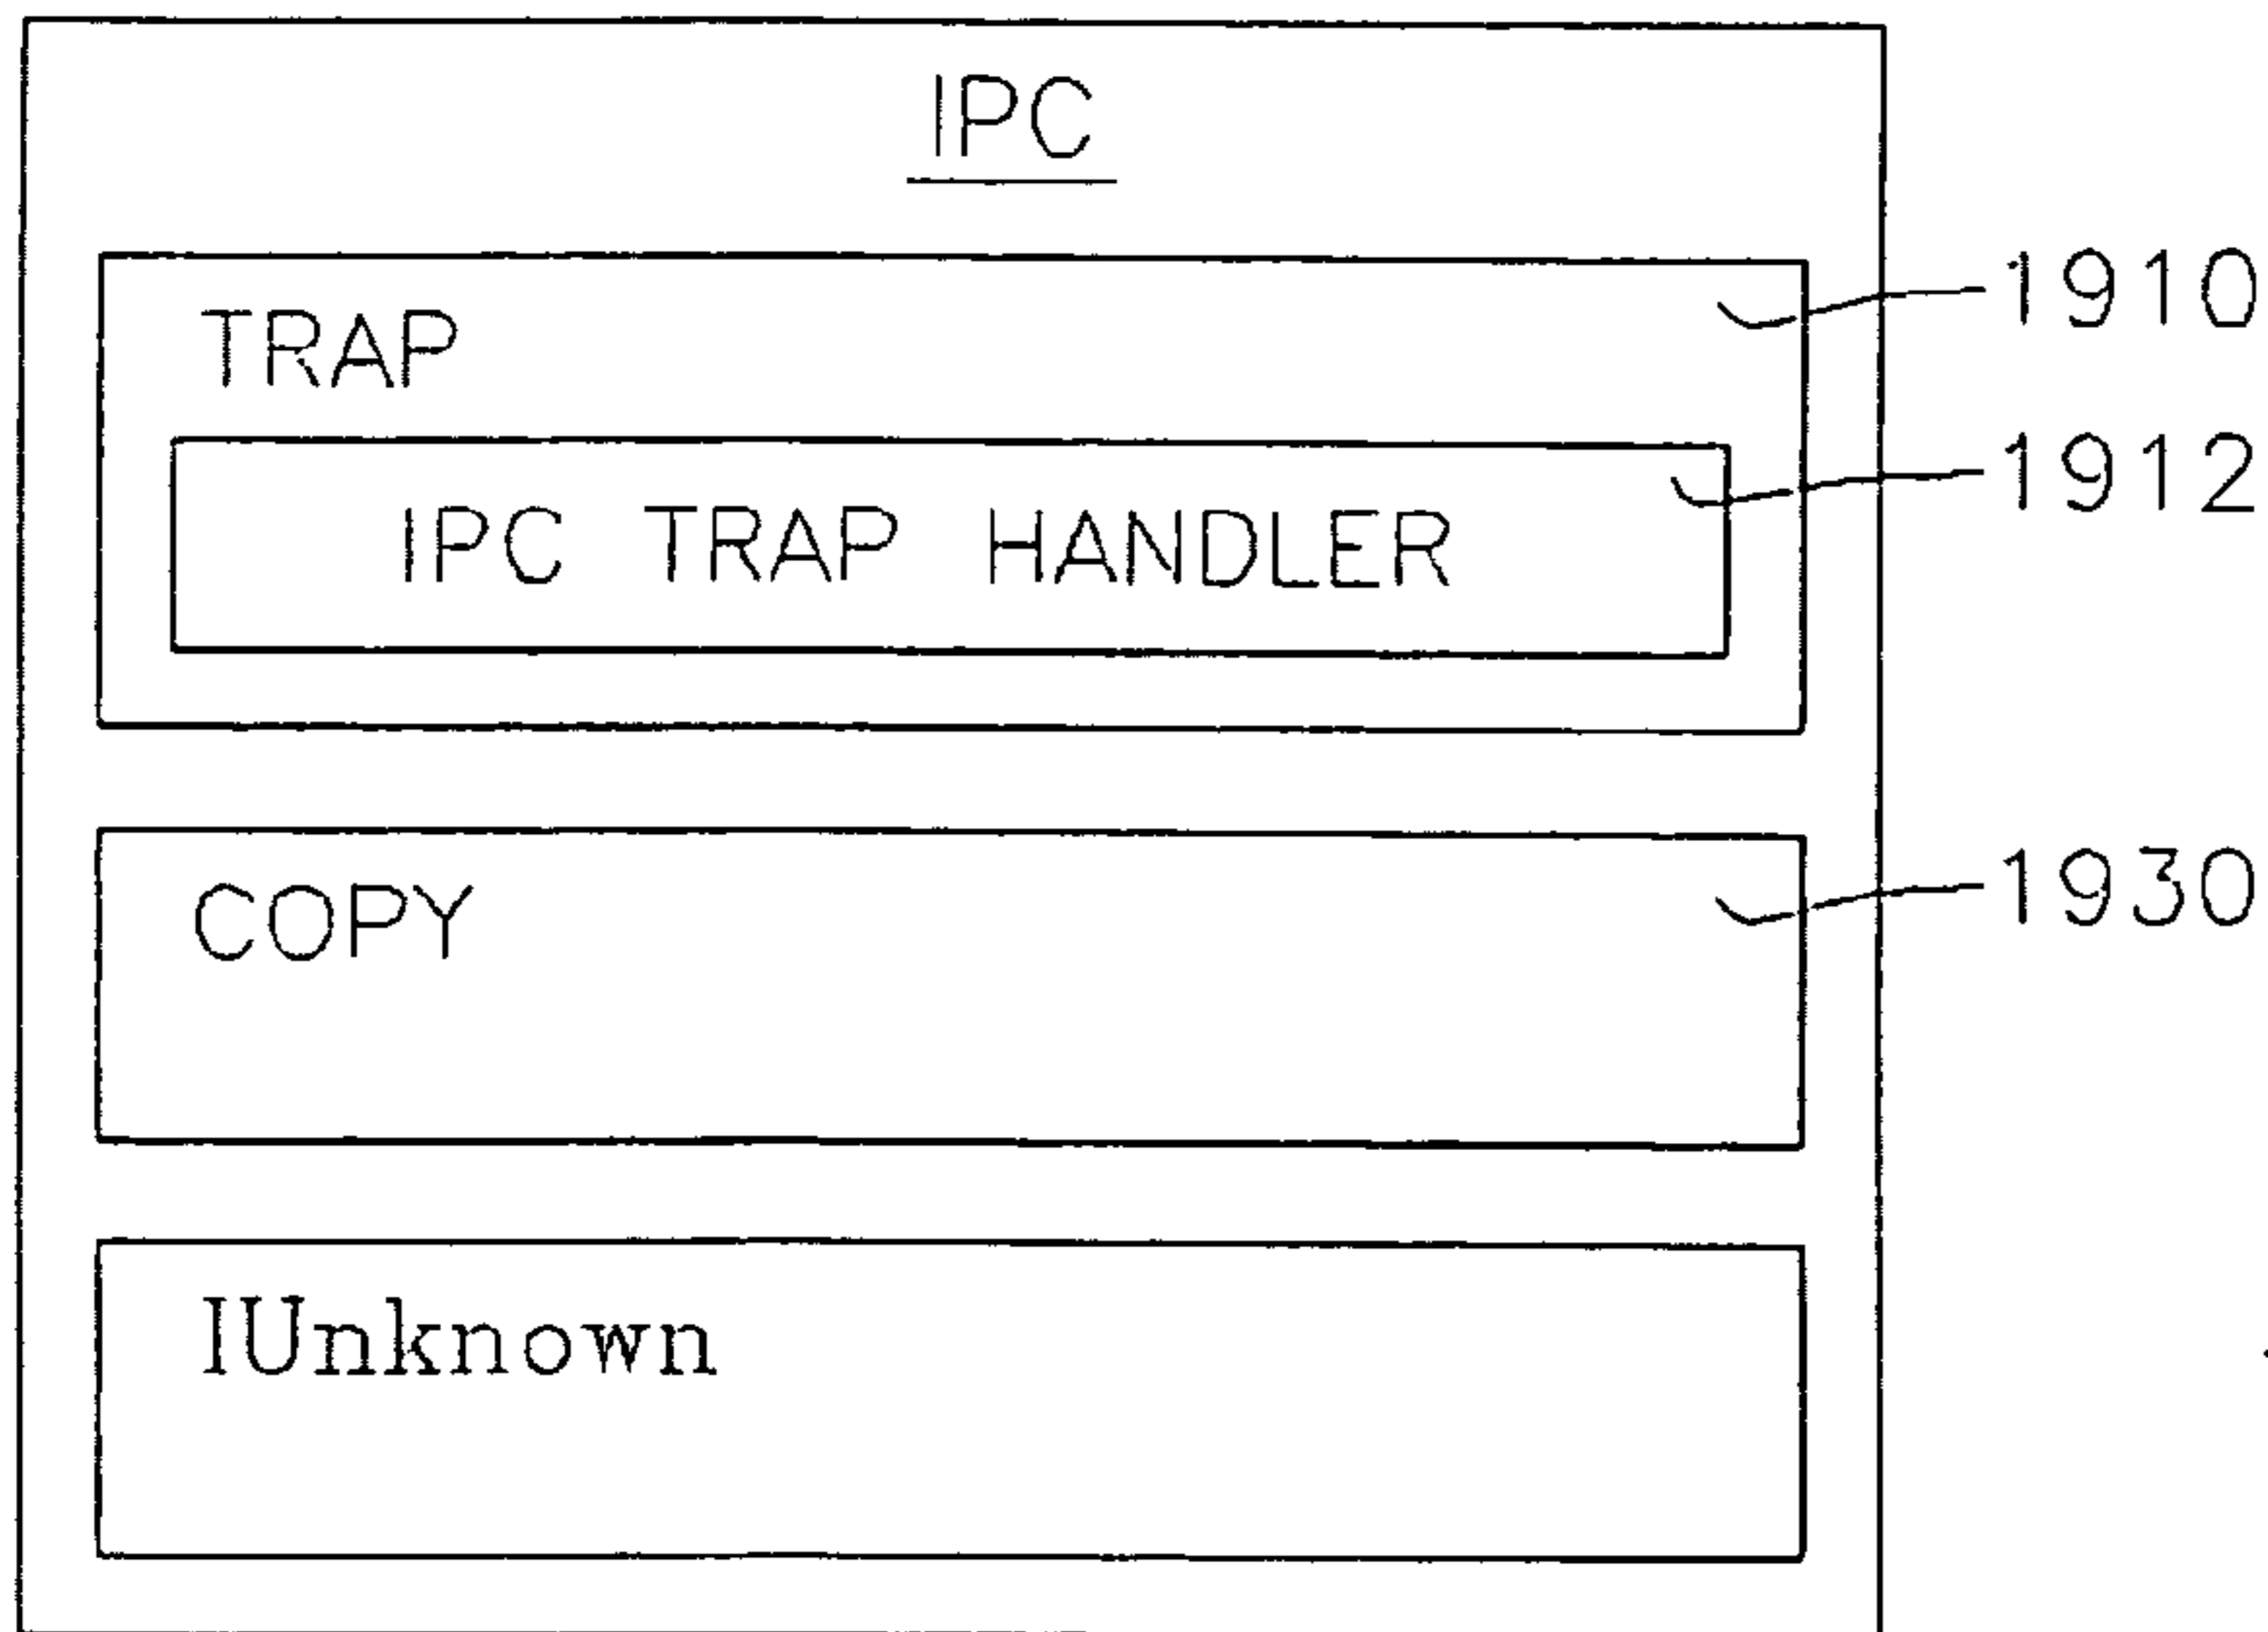 IPC
TRAP
1910
IPC TRAP HANDLER
1912
COPY
1930
IUnknown